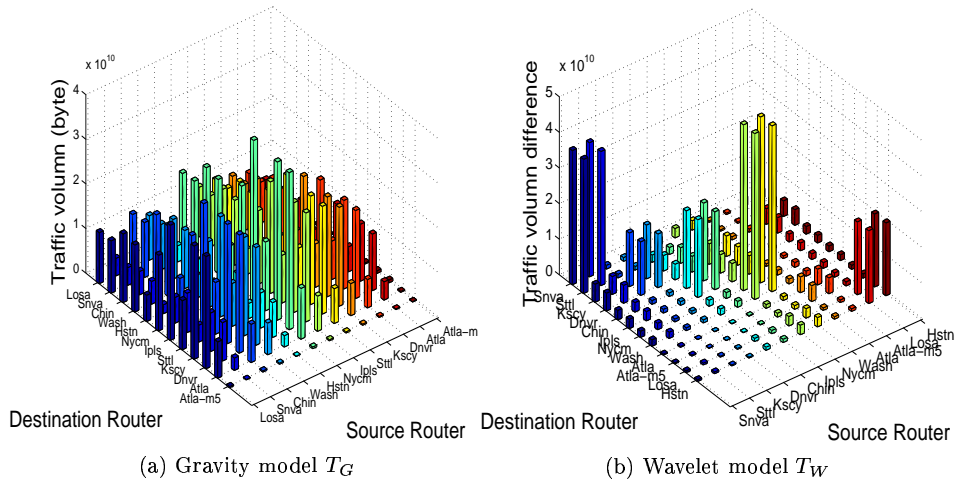 x 10^10
x 10^10
4
3
2
1
0
Traffic volumn (byte)
Losa
Snva
Chin
Wash
Hstn
Nycm
Ipls
Sttl
Kscy
Dnvr
Atla
Atla-m5
Destination Router
Losa
Snva
Chin
Wash
Hstn
Nycm
Ipls
Sttl
Kscy
Dnvr
Atla-m
Source Router
5
4
3
2
1
0
Traffic volumn difference
Snva
Sttl
Kscy
Dnvr
Chin
Ipls
Nycm
Wash
Atla
Atla-m5
Losa
Hstn
Destination Router
Snva
Sttl
Kscy
Dnvr
Chin
Ipls
Nycm
Wash
Atla
Atla-m5
Losa
Hstn
Source Router
(a) Gravity model T_G
(b) Wavelet model T_W